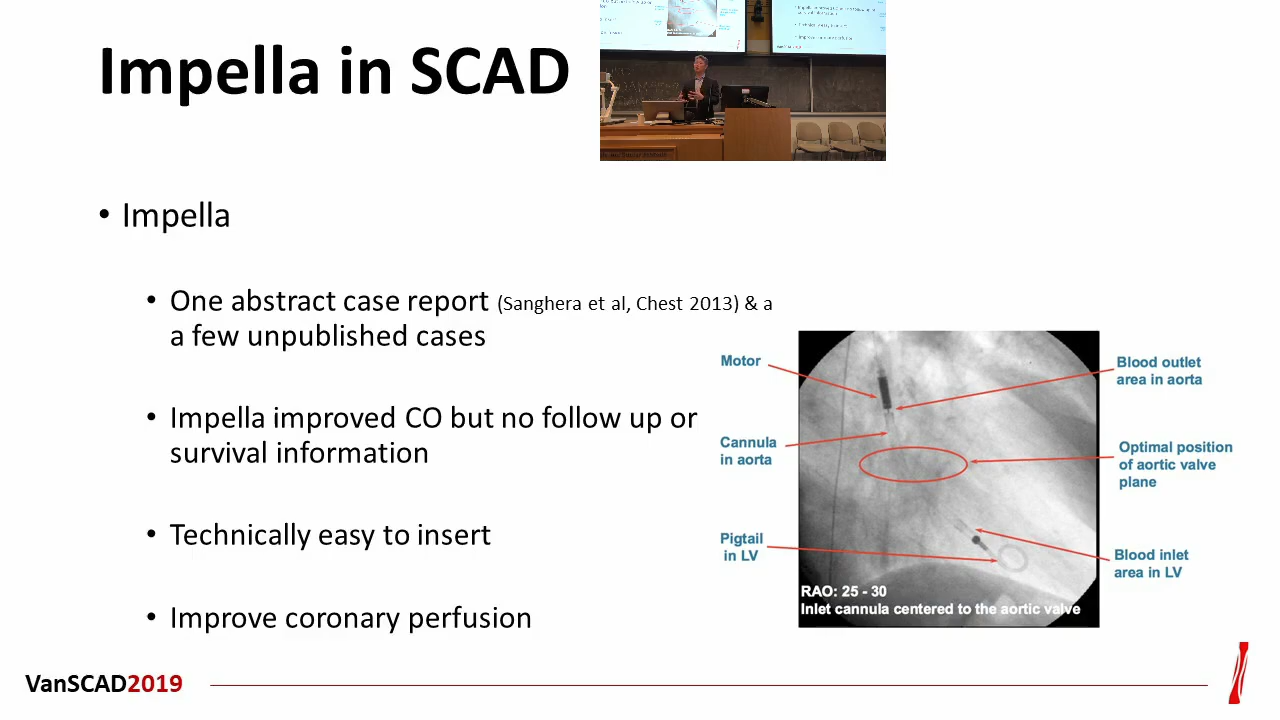 Impella in SCAD
• Impella
• One abstract case report (Sanghera et al, Chest 2013) & a
a few unpublished cases
• Impella improved CO but no follow up or
survival information
• Technically easy to insert
• Improve coronary perfusion
Motor
Cannula
in aorta
Pigtail
in LV
Blood outlet
area in aorta
Optimal position
of aortic valve
plane
Blood inlet
area in LV
RAO: 25 - 30
Inlet cannula centered to the aortic valve
VanSCAD2019